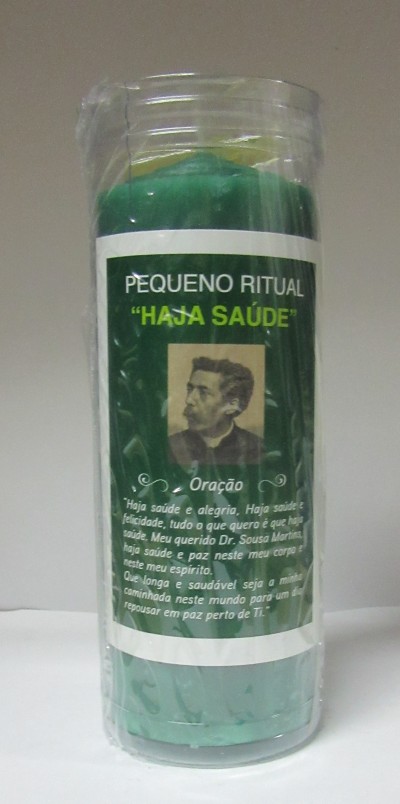 PEQUENO RITUAL
“HAJA SAÚDE”
Oração
"Haja saúde e alegria, Haja saúde e
felicidade, tudo o que quero é que haja
saúde. Meu querido Dr. Sousa Martins,
haja saúde e paz neste meu corpo e
neste meu espírito.
Que longa e saudável seja a minha
caminhada neste mundo para um dia
repousar em paz perto de Ti."